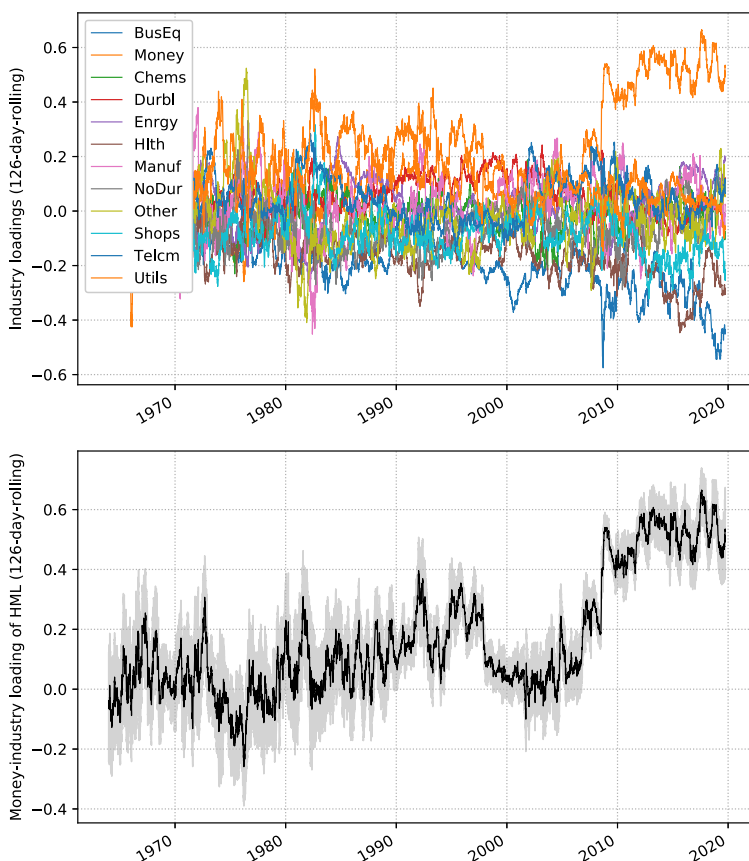 Industry loadings (126-day-rolling)
0.6
0.4
0.2
0.0
−0.2
−0.4
−0.6
BusEq
Money
Chems
Durbl
Enrgy
Hlth
Manuf
NoDur
Other
Shops
Telcm
Utils
1970
1980
1990
2000
2010
2020
Money-industry loading of HML (126-day-rolling)
0.6
0.4
0.2
0.0
−0.2
−0.4
1970
1980
1990
2000
2010
2020